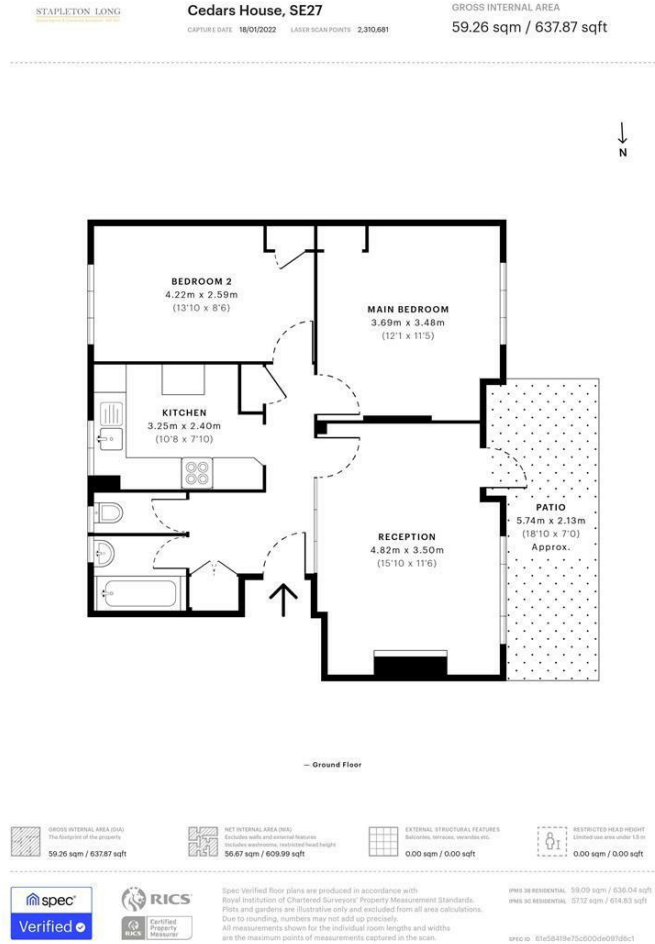 STAPLETON LONG
Cedars House, SE27
CAPTURE DATE 18/01/2022 LASER SCAN POINTS 2,310,681
GROSS INTERNAL AREA
59.26 sqm / 637.87 sqft
N
BEDROOM 2
4.22m x 2.59m
(13'10 x 8'6)
MAIN BEDROOM
3.69m x 3.48m
(12'1 x 11'5)
KITCHEN
3.25m x 2.40m
(10'8 x 7'10)
RECEPTION
4.82m x 3.50m
(15'10 x 11'6)
PATIO
5.74m x 2.13m
(18'10 x 7'0)
Approx.
— Ground Floor
GROSS INTERNAL AREA (GIA)
The footprint of the property
59.26 sqm / 637.87 sqft
NET INTERNAL AREA (NIA)
Excludes walls and external features
Includes washrooms, restricted head height
56.67 sqm / 609.99 sqft
EXTERNAL STRUCTURAL FEATURES
Balconies, terraces, verandas etc.
0.00 sqm / 0.00 sqft
RESTRICTED HEAD HEIGHT
Limited use area under 1.5 m
0.00 sqm / 0.00 sqft
spec
Verified
RICS
RICS
Certified
Property
Measurer
Spec Verified floor plans are produced in accordance with
Royal Institution of Chartered Surveyors' Property Measurement Standards.
Plots and gardens are illustrative only and excluded from all area calculations.
Due to rounding, numbers may not add up precisely.
All measurements shown for the individual room lengths and widths
are the maximum points of measurements captured in the scan.
IPMS 3B RESIDENTIAL 59.09 sqm / 636.04 sqft
IPMS 3C RESIDENTIAL 57.12 sqm / 614.83 sqft
SPEC ID